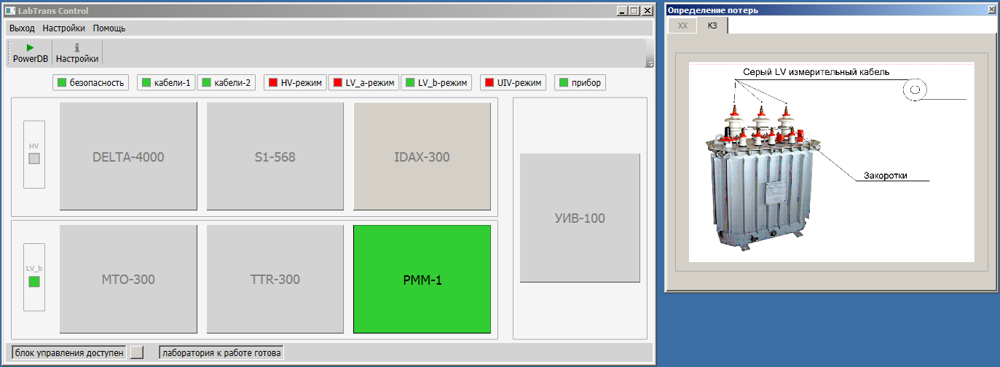 LabTrans Control
Выход Настройки Помощь
PowerDB Настройки
безопасность кабели-1 кабели-2 HV-режим LV_a-режим LV_b-режим UIV-режим прибор
HV
DELTA-4000 S1-568 IDAX-300
УИВ-100
LV_b
MTO-300 TTR-300 PMM-1
блок управления доступен лаборатория к работе готова
Определение потерь
ХХ КЗ
Серый LV измерительный кабель
Закоротки